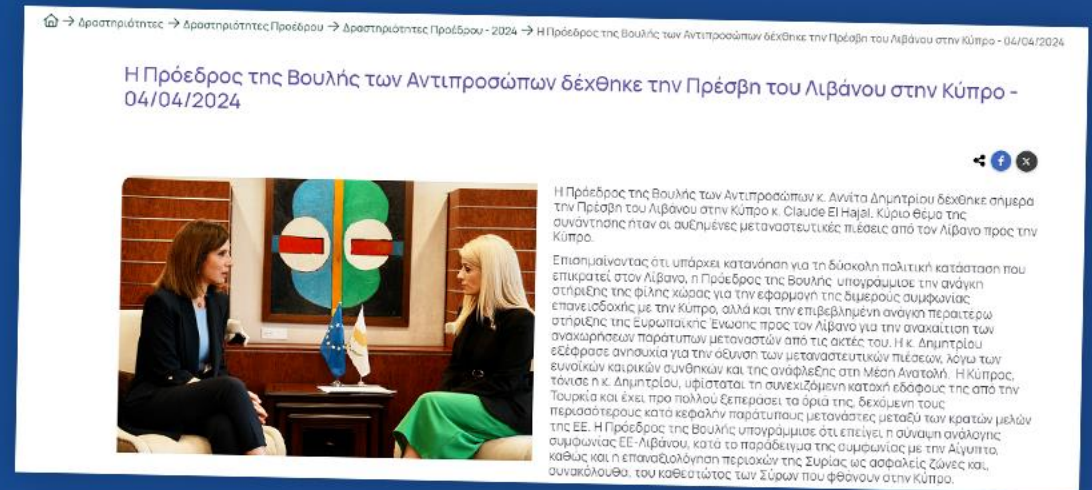 Δραστηριότητες → Δραστηριότητες Προέδρου → Δραστηριότητες Προέδρου - 2024 → Η Πρόεδρος της Βουλής των Αντιπροσώπων δέχθηκε την Πρέσβη του Λιβάνου στην Κύπρο - 04/04/2024
Η Πρόεδρος της Βουλής των Αντιπροσώπων δέχθηκε την Πρέσβη του Λιβάνου στην Κύπρο -
04/04/2024
Η Πρόεδρος της Βουλής των Αντιπροσώπων κ. Αννίτα Δημητρίου δέχθηκε σήμερα
την Πρέσβη του Λιβάνου στην Κύπρο κ. Claude El Hajal. Κύριο θέμα της
συνάντησης ήταν οι αυξημένες μεταναστευτικές πιέσεις από τον Λίβανο προς την
Κύπρο.
Επισημαίνοντας ότι υπάρχει κατανόηση για τη δύσκολη πολιτική κατάσταση που
επικρατεί στον Λίβανο, η Πρόεδρος της Βουλής υπογράμμισε την ανάγκη
στήριξης της φίλης χώρας για την εφαρμογή της διμερούς συμφωνίας
επανεισδοχής με την Κύπρο, αλλά και την επιβεβλημένη ανάγκη περαιτέρω
στήριξης της Ευρωπαϊκής Ένωσης προς τον Λίβανο για την αναχαίτιση των
αναχωρήσεων παράτυπων μεταναστών από τις ακτές του. Η κ. Δημητρίου
εξέφρασε ανησυχία για την όξυνση των μεταναστευτικών πιέσεων, λόγω των
ευνοϊκών καιρικών συνθηκών και της ανάφλεξης στη Μέση Ανατολή. Η Κύπρος,
τόνισε η κ. Δημητρίου, υφίσταται τη συνεχιζόμενη κατοχή εδάφους της από την
Τουρκία και έχει προ πολλού ξεπεράσει τα όριά της, δεχόμενη τους
περισσότερους κατά κεφαλήν παράτυπους μετανάστες μεταξύ των κρατών μελών
της ΕΕ. Η Πρόεδρος της Βουλής υπογράμμισε ότι επείγει η σύναψη ανάλογης
συμφωνίας ΕΕ-Λιβάνου, κατά το παράδειγμα της συμφωνίας με την Αίγυπτο,
καθώς και η επαναξιολόγηση περιοχών της Συρίας ως ασφαλείς ζώνες και,
συνακόλουθα, του καθεστώτος των Σύρων που φθάνουν στην Κύπρο.